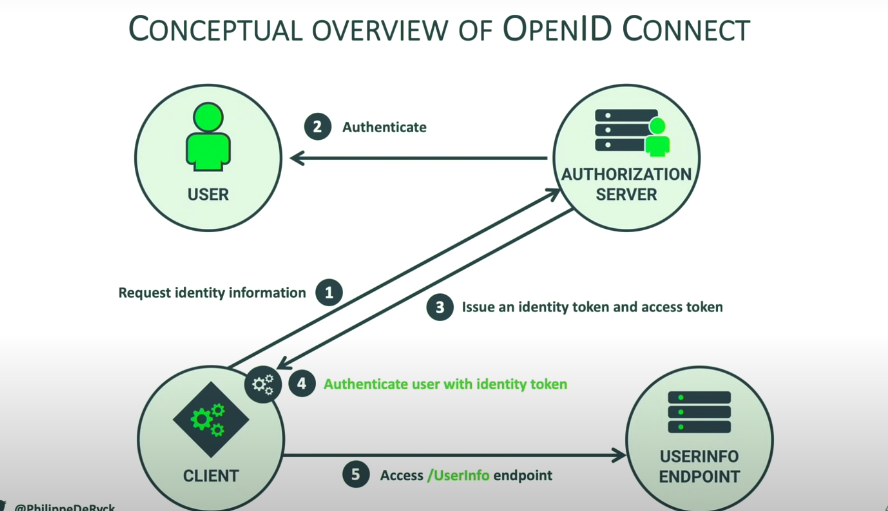 CONCEPTUAL OVERVIEW OF OPENID CONNECT
2 Authenticate
USER
AUTHORIZATION
SERVER
Request identity information 1
3 Issue an identity token and access token
4 Authenticate user with identity token
CLIENT
5 Access /UserInfo endpoint
USERINFO
ENDPOINT
@PhilippeDeRyck